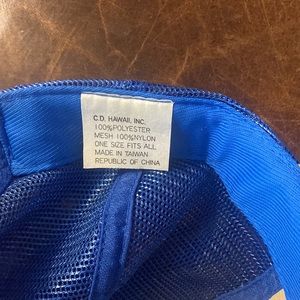 C.D. HAWAII, INC.
100%POLYESTER
MESH 100%NYLON
ONE SIZE FITS ALL
MADE IN TAIWAN
REPUBLIC OF CHINA